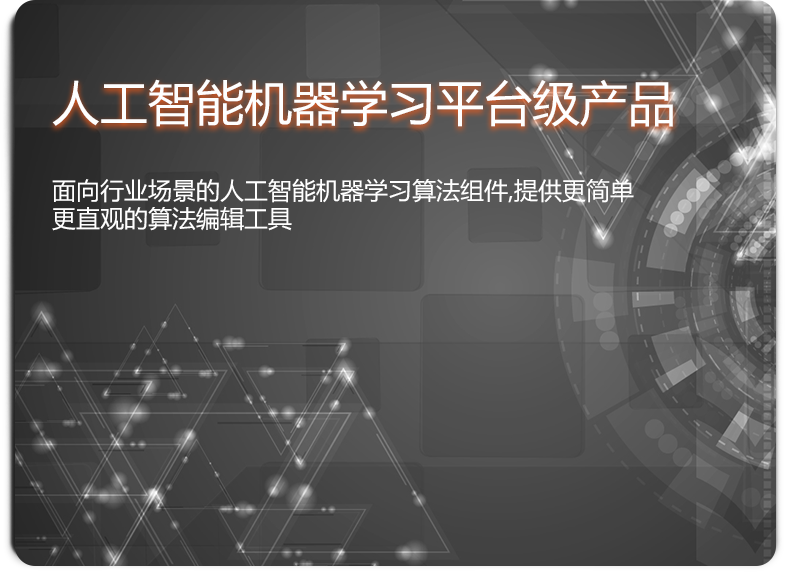 人工智能机器学习平台级产品
面向行业场景的人工智能机器学习算法组件,提供更简单
更直观的算法编辑工具